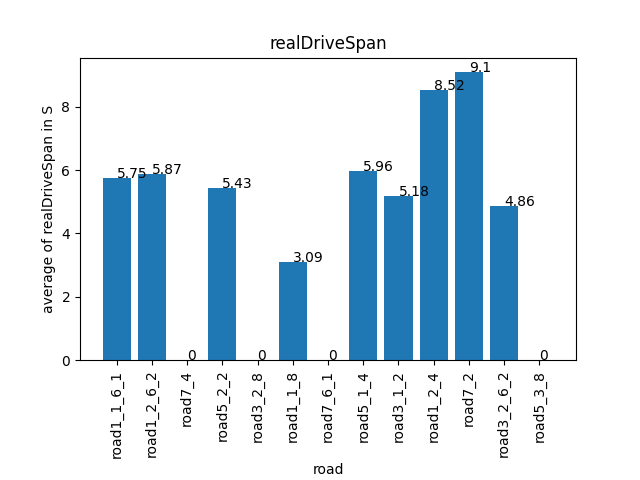 realDriveSpan
average of realDriveSpan in S
8
6
4
2
0
5.75
5.87
0
5.43
0
3.09
0
5.96
5.18
8.52
9.1
4.86
0
road1_1_6_1
road1_2_6_2
road7_4
road5_2_2
road3_2_8
road1_1_8
road7_6_1
road5_1_4
road3_1_2
road1_2_4
road7_2
road3_2_6_2
road5_3_8
road